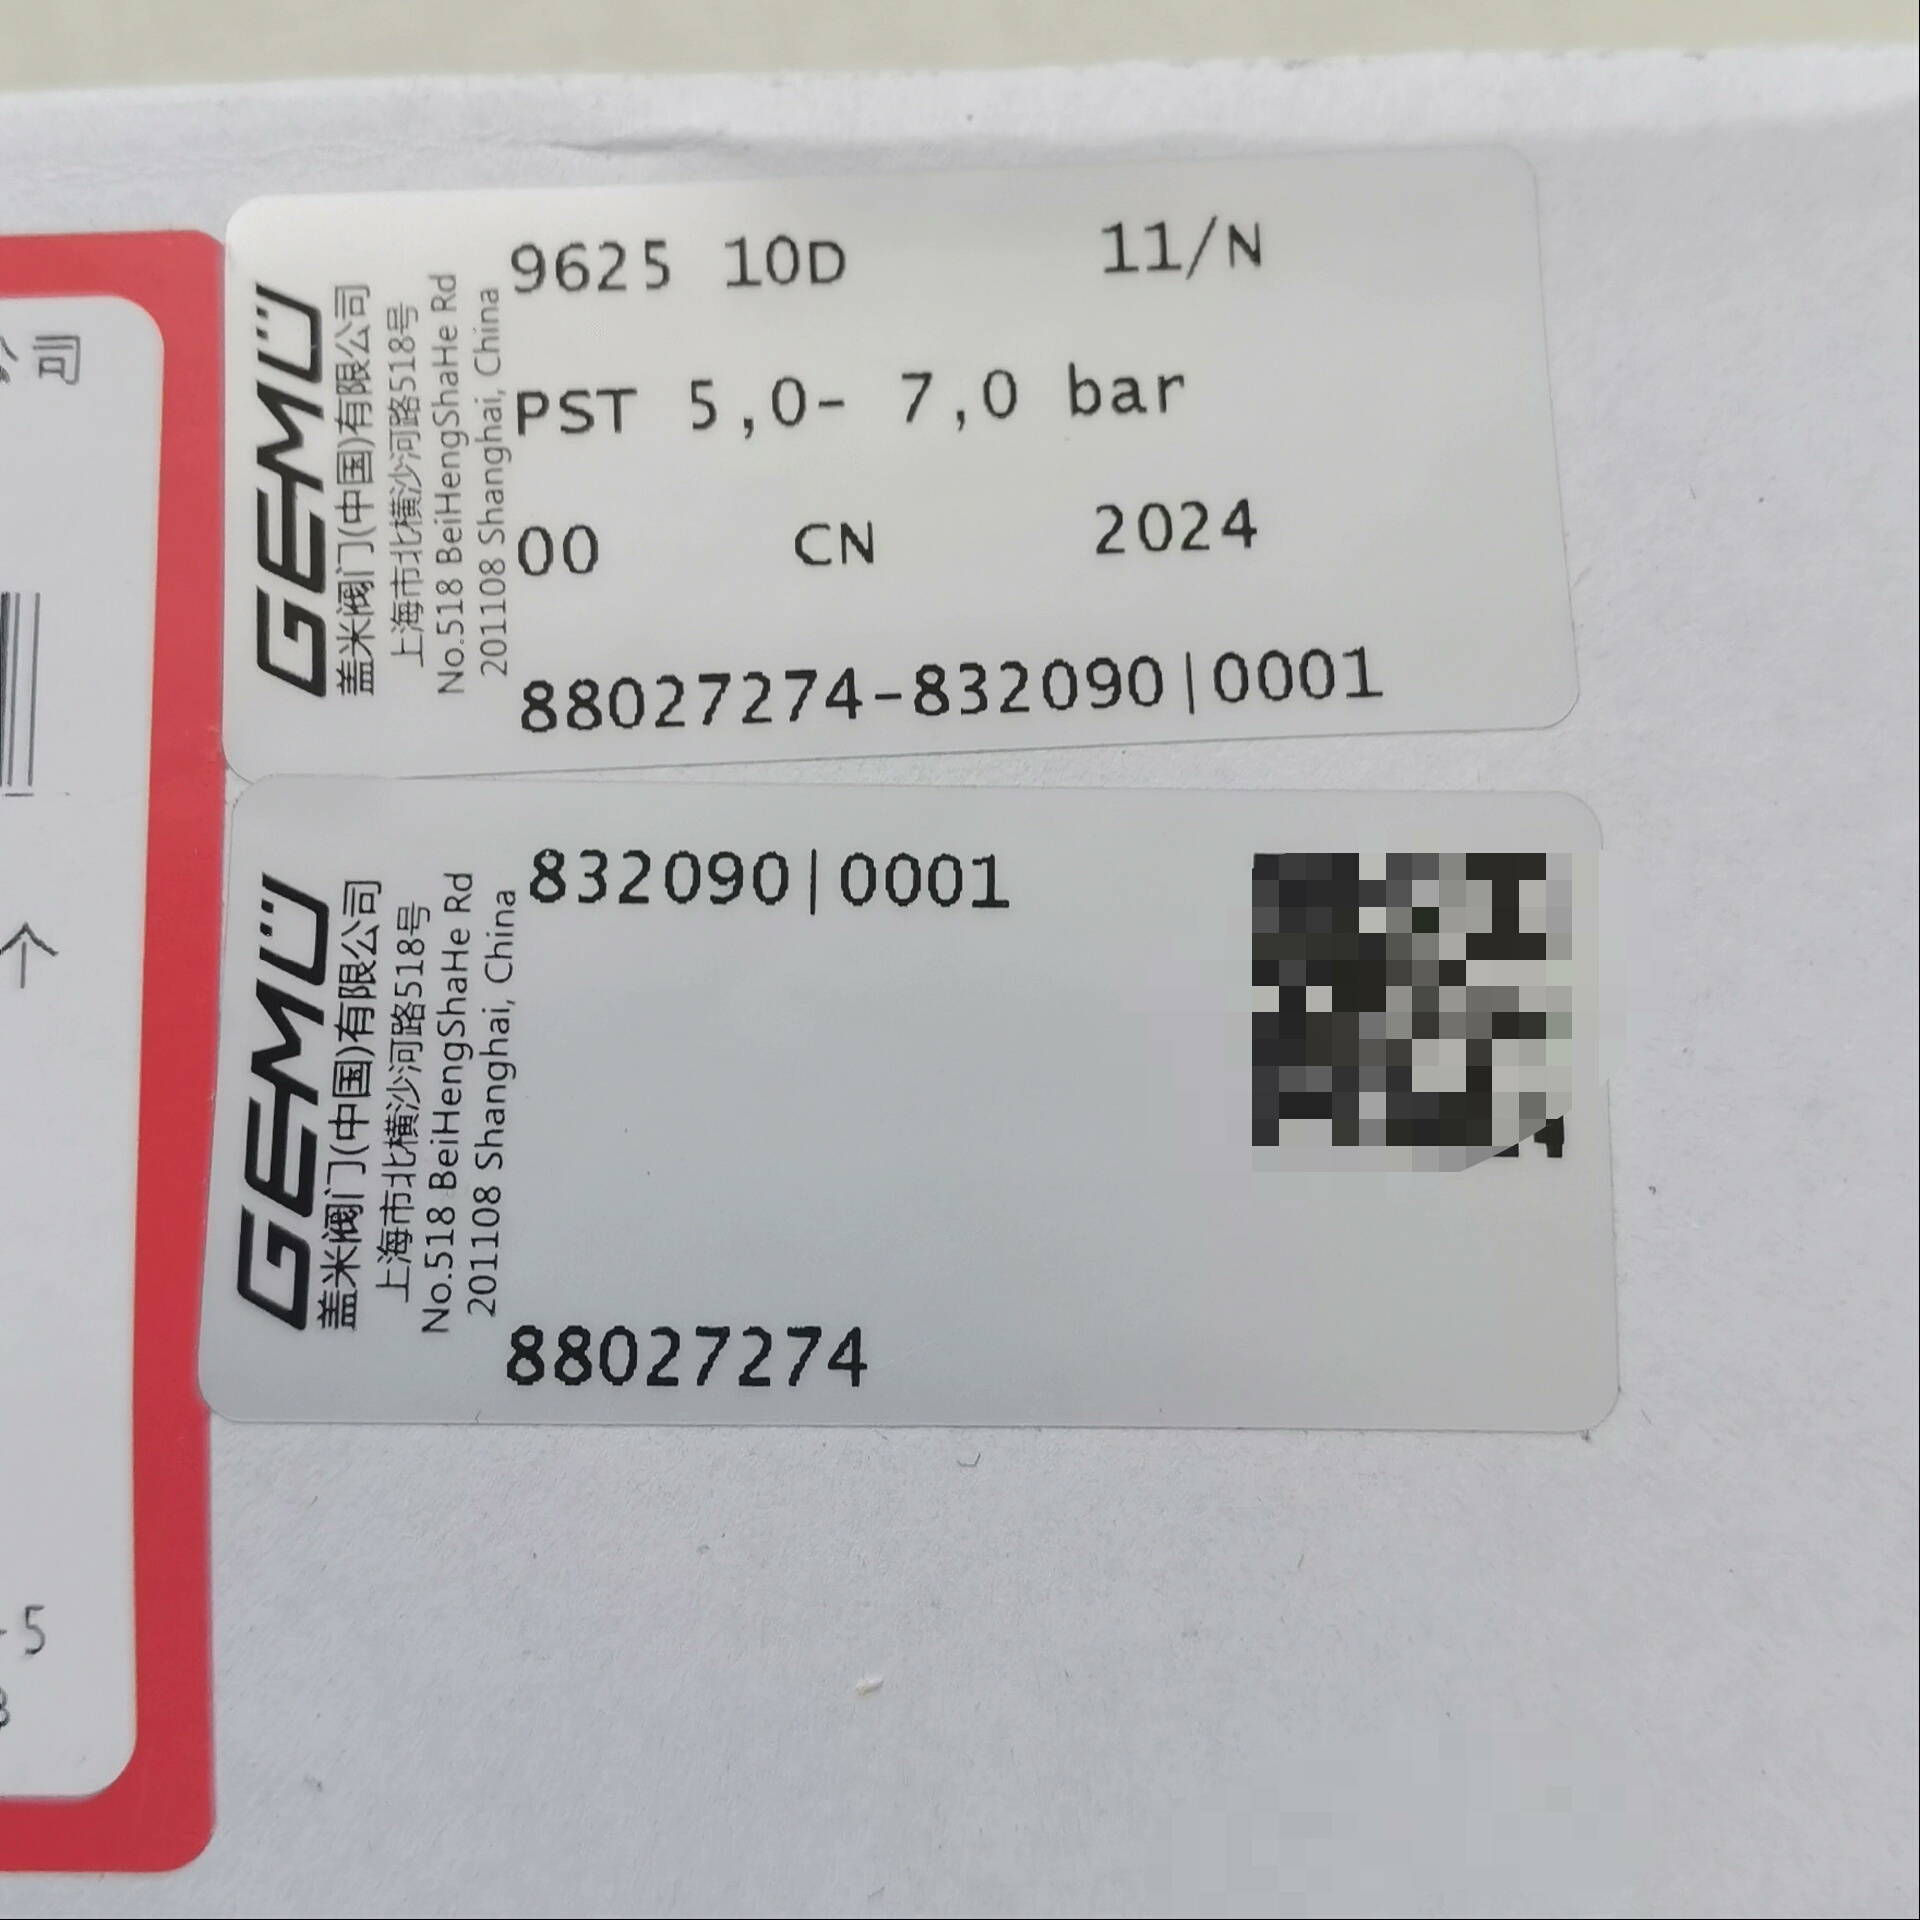 GEMÜ
盖米阀门(中国)有限公司
上海市北横沙河路518号
No.518 BeiHengShaHe Rd
201108 Shanghai, China
9625 10D 11/N
PST 5,0- 7,0 bar
00 CN 2024
88027274-832090|0001
GEMÜ
盖米阀门(中国)有限公司
上海市北横沙河路518号
No.518 BeiHengShaHe Rd
201108 Shanghai, China
832090|0001
88027274
司
个
5